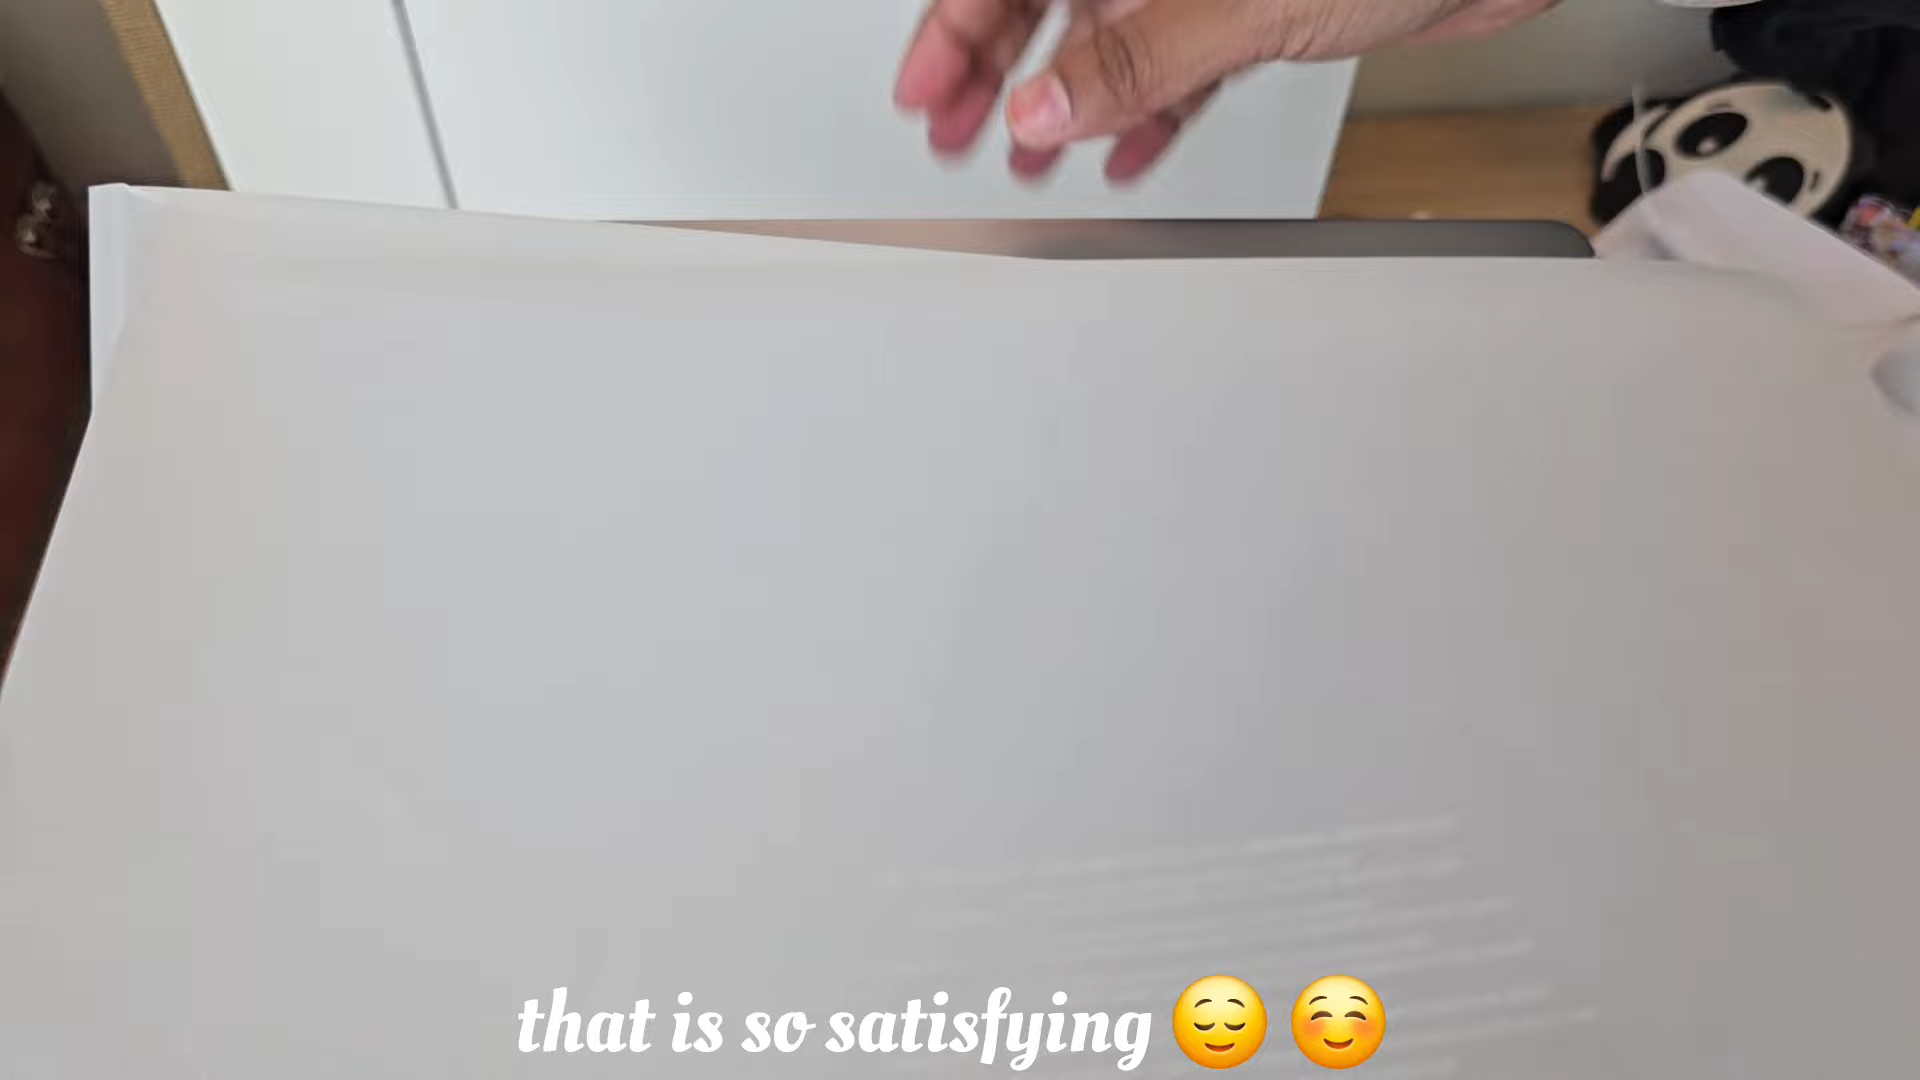 that is so satisfying 😌 ☺️